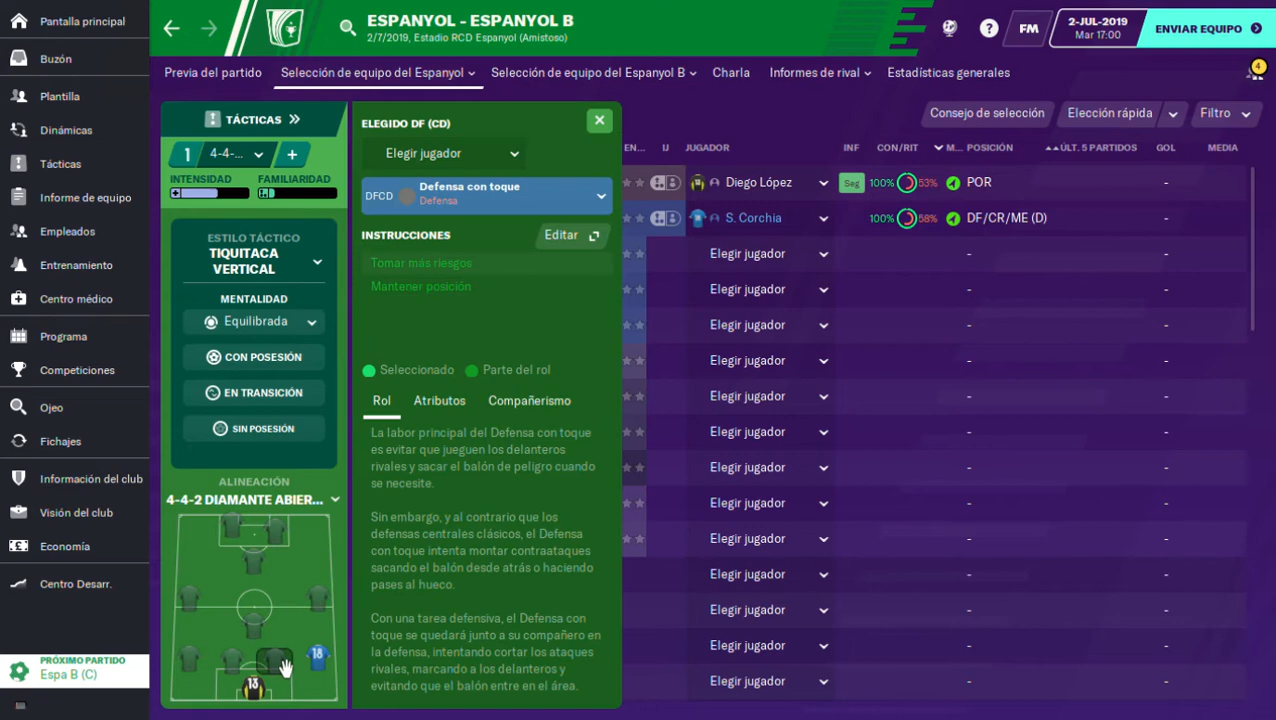 Pantalla principal
Buzón
Plantilla
Dinámicas
Tácticas
Informe de equipo
Empleados
Entrenamiento
Centro médico
Programa
Competiciones
Ojeo
Fichajes
Información del club
Visión del club
Economía
Centro Desarr.
PRÓXIMO PARTIDO
Espa B (C)
ESPANYOL - ESPANYOL B
2/7/2019, Estadio RCD Espanyol (Amistoso)
FM
2-JUL-2019
Mar 17:00
ENVIAR EQUIPO
Previa del partido
Selección de equipo del Espanyol
Selección de equipo del Espanyol B
Charla
Informes de rival
Estadísticas generales
4
TÁCTICAS
1 4-4-...
INTENSIDAD FAMILIARIDAD
ESTILO TÁCTICO
TIQUITACA
VERTICAL
MENTALIDAD
Equilibrada
CON POSESIÓN
EN TRANSICIÓN
SIN POSESIÓN
ALINEACIÓN
4-4-2 DIAMANTE ABIER...
18
13
ELEGIDO DF (CD)
Elegir jugador
DFCD Defensa con toque
Defensa
INSTRUCCIONES Editar
Tomar más riesgos
Mantener posición
Seleccionado Parte del rol
Rol Atributos Compañerismo
La labor principal del Defensa con toque
es evitar que jueguen los delanteros
rivales y sacar el balón de peligro cuando
se necesite.
Sin embargo, y al contrario que los
defensas centrales clásicos, el Defensa
con toque intenta montar contraataques
sacando el balón desde atrás o haciendo
pases al hueco.
Con una tarea defensiva, el Defensa con
toque se quedará junto a su compañero en
la defensa, intentando cortar los ataques
rivales, marcando a los delanteros y
evitando que el balón entre en el área.
Consejo de selección Elección rápida Filtro
EN... IJ JUGADOR INF CON/RIT M... POSICIÓN ÚLT. 5 PARTIDOS GOL MEDIA
Diego López Seg 100% 53% POR -
S. Corchia 100% 58% DF/CR/ME (D) -
Elegir jugador - -
Elegir jugador - -
Elegir jugador - -
Elegir jugador - -
Elegir jugador - -
Elegir jugador - -
Elegir jugador - -
Elegir jugador - -
Elegir jugador - -
Elegir jugador - -
Elegir jugador - -
Elegir jugador - -
Elegir jugador - -